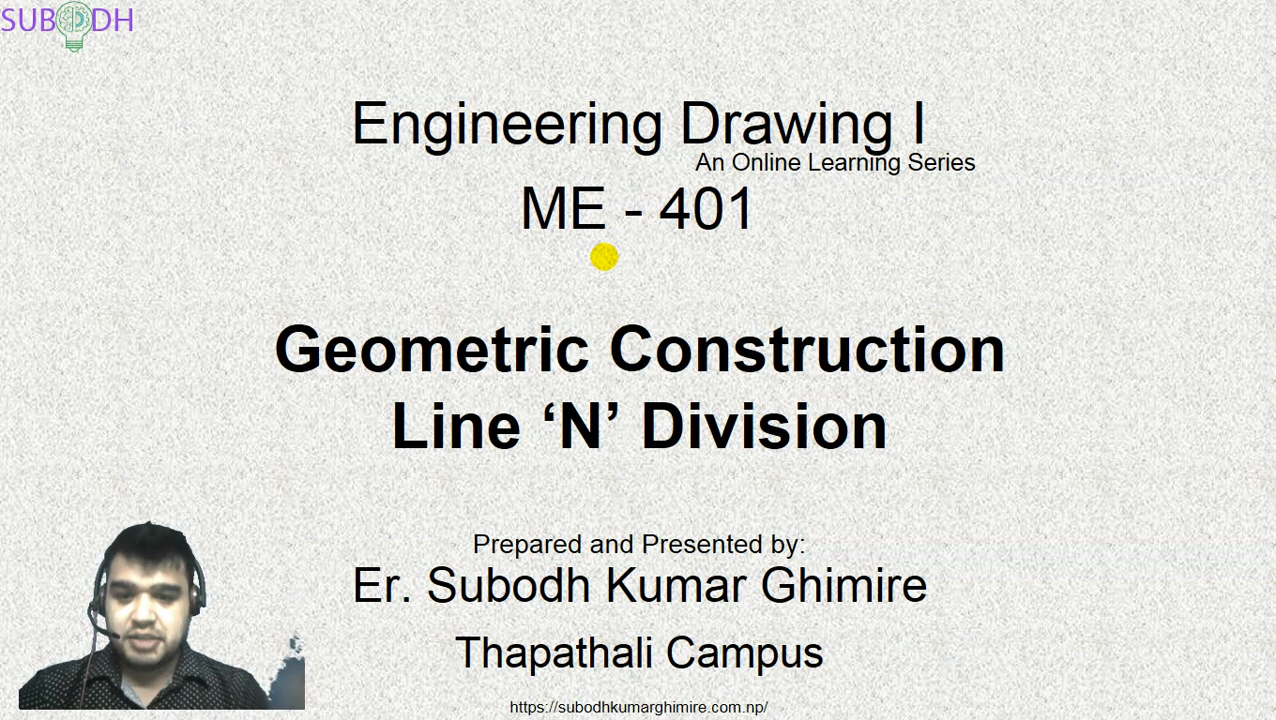 SUBODH
Engineering Drawing I
An Online Learning Series
ME - 401
Geometric Construction
Line ‘N’ Division
Prepared and Presented by:
Er. Subodh Kumar Ghimire
Thapathali Campus
https://subodhkumarghimire.com.np/